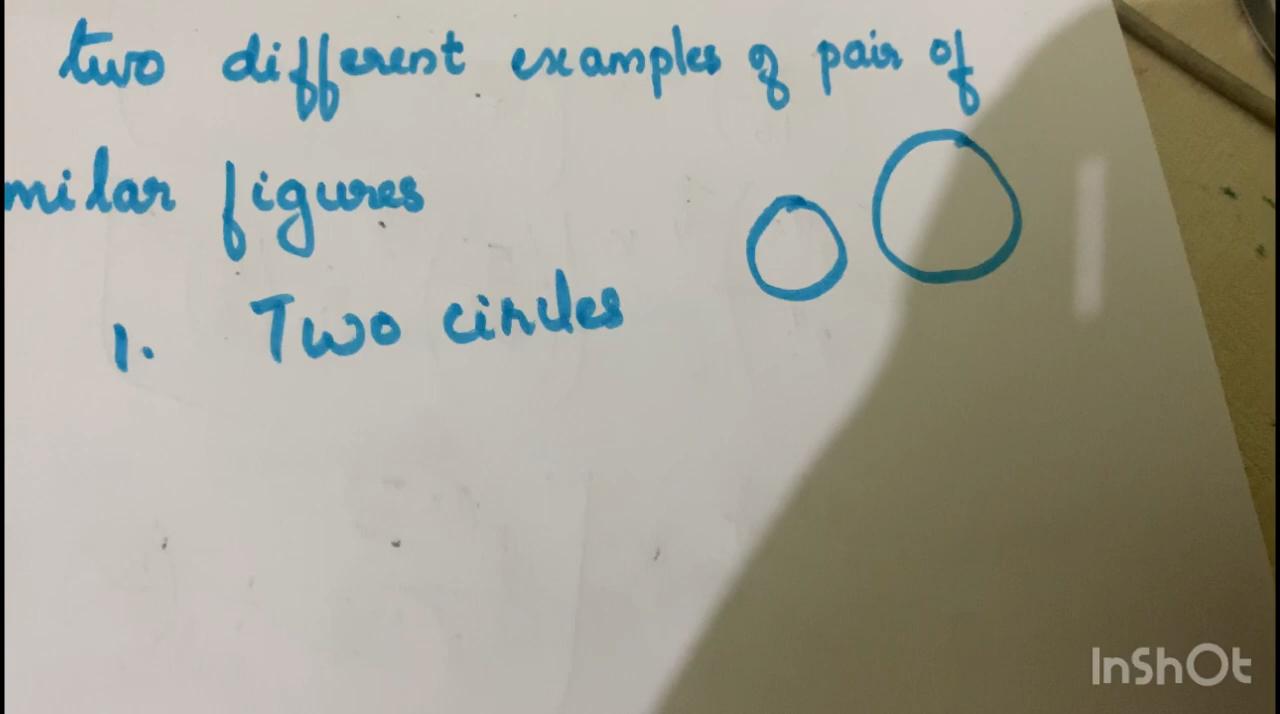 two different examples of pair of
milar figures
1. Two circles
InShOt